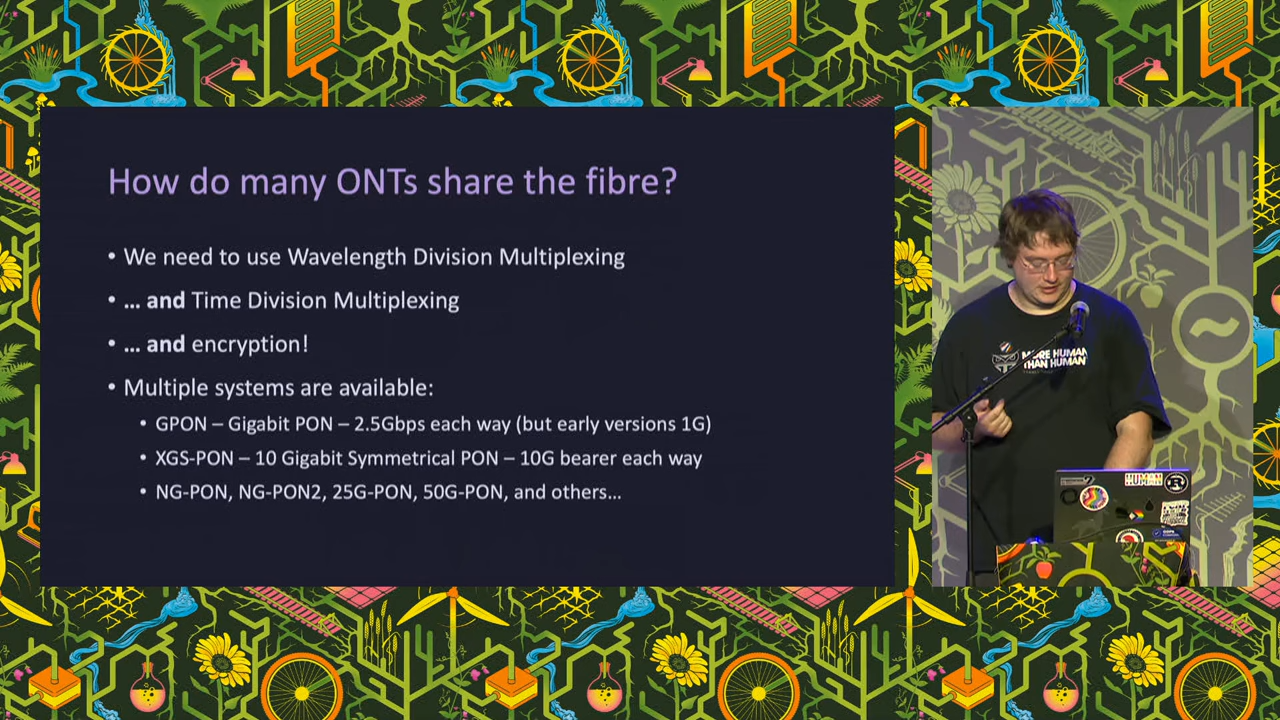 How do many ONTs share the fibre?
• We need to use Wavelength Division Multiplexing
• … and Time Division Multiplexing
• … and encryption!
• Multiple systems are available:
• GPON – Gigabit PON – 2.5Gbps each way (but early versions 1G)
• XGS-PON – 10 Gigabit Symmetrical PON – 10G bearer each way
• NG-PON, NG-PON2, 25G-PON, 50G-PON, and others…
MORE HUMAN
THAN HUMAN
HUMAN
R